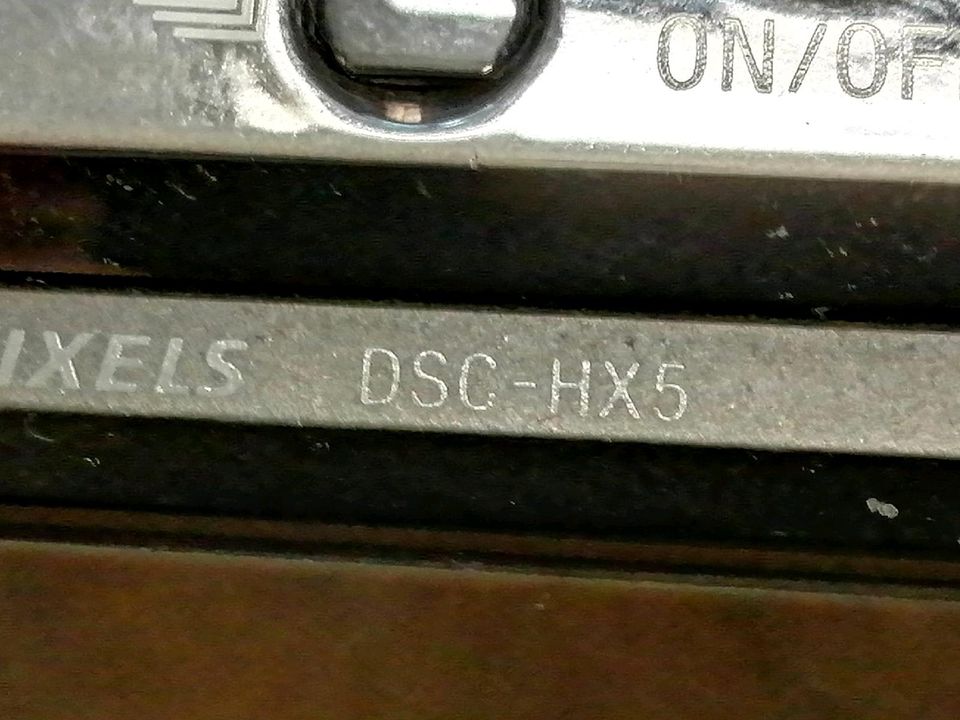 ON/OF
IXELS DSC-HX5